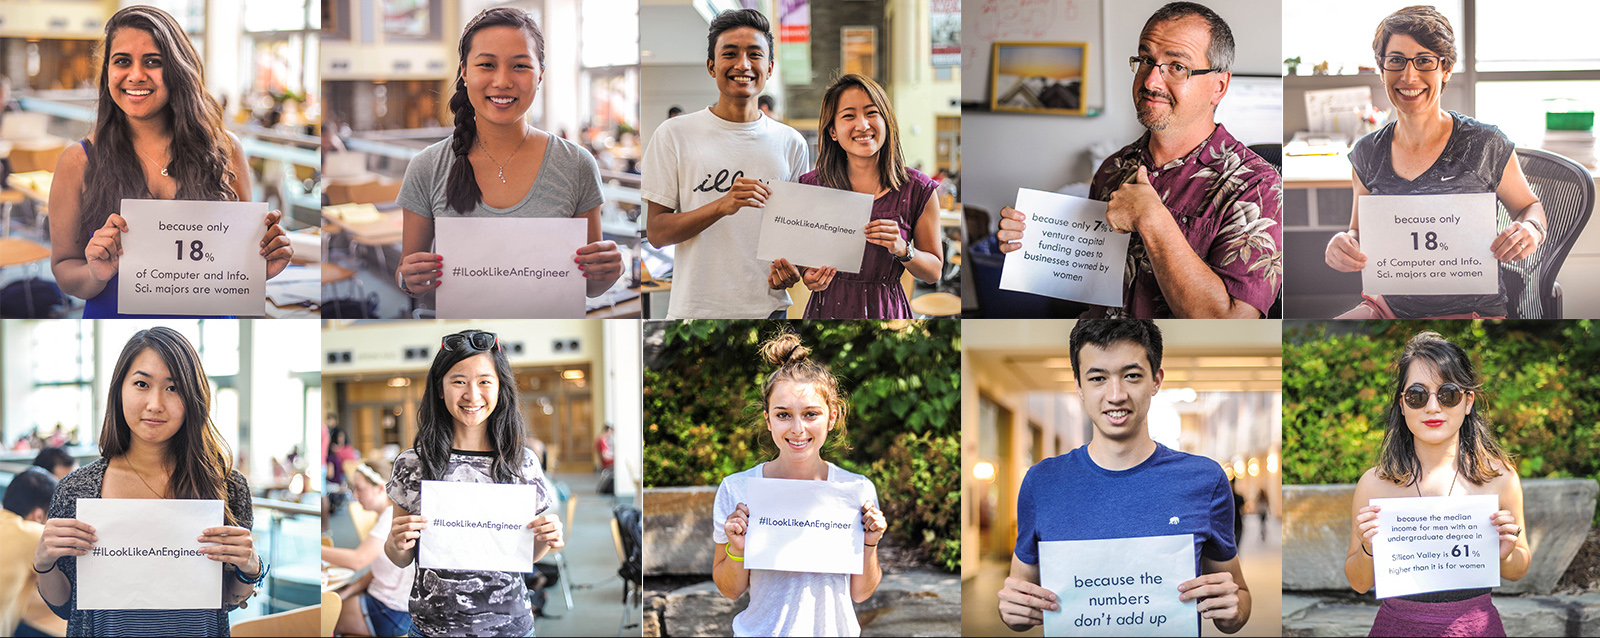 because only
18%
of Computer and Info.
Sci. majors are women
#ILookLikeAnEngineer
#ILookLikeAnEngineer
because only 7%
venture capital
funding goes to
businesses owned by
women
because only
18%
of Computer and Info.
Sci. majors are women
#ILookLikeAnEngineer
#ILookLikeAnEngineer
#ILookLikeAnEngineer
because the
numbers
don't add up
because the median
income for men with an
undergraduate degree in
Silicon Valley is 61%
higher than it is for women